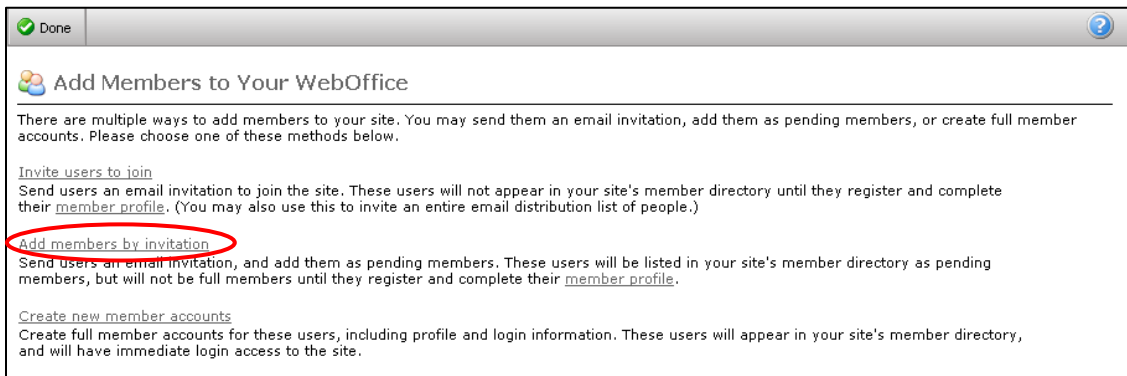 Done
Add Members to Your WebOffice
There are multiple ways to add members to your site. You may send them an email invitation, add them as pending members, or create full member
accounts. Please choose one of these methods below.
Invite users to join
Send users an email invitation to join the site. These users will not appear in your site's member directory until they register and complete
their member profile. (You may also use this to invite an entire email distribution list of people.)
Add members by invitation
Send users an email invitation, and add them as pending members. These users will be listed in your site's member directory as pending
members, but will not be full members until they register and complete their member profile.
Create new member accounts
Create full member accounts for these users, including profile and login information. These users will appear in your site's member directory,
and will have immediate login access to the site.